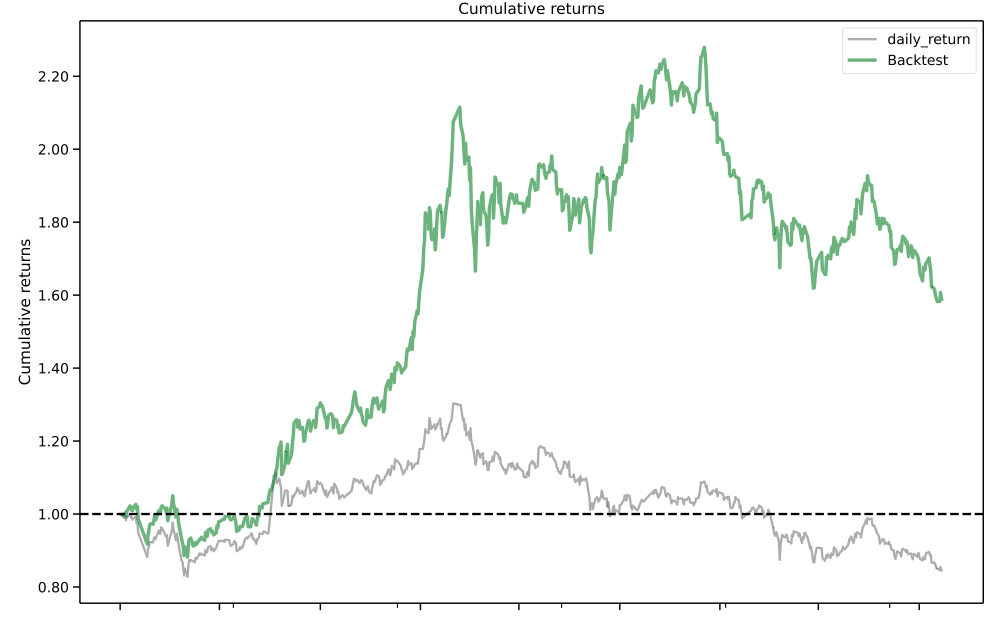 Cumulative returns
daily_return
Backtest
Cumulative returns
2.20
2.00
1.80
1.60
1.40
1.20
1.00
0.80